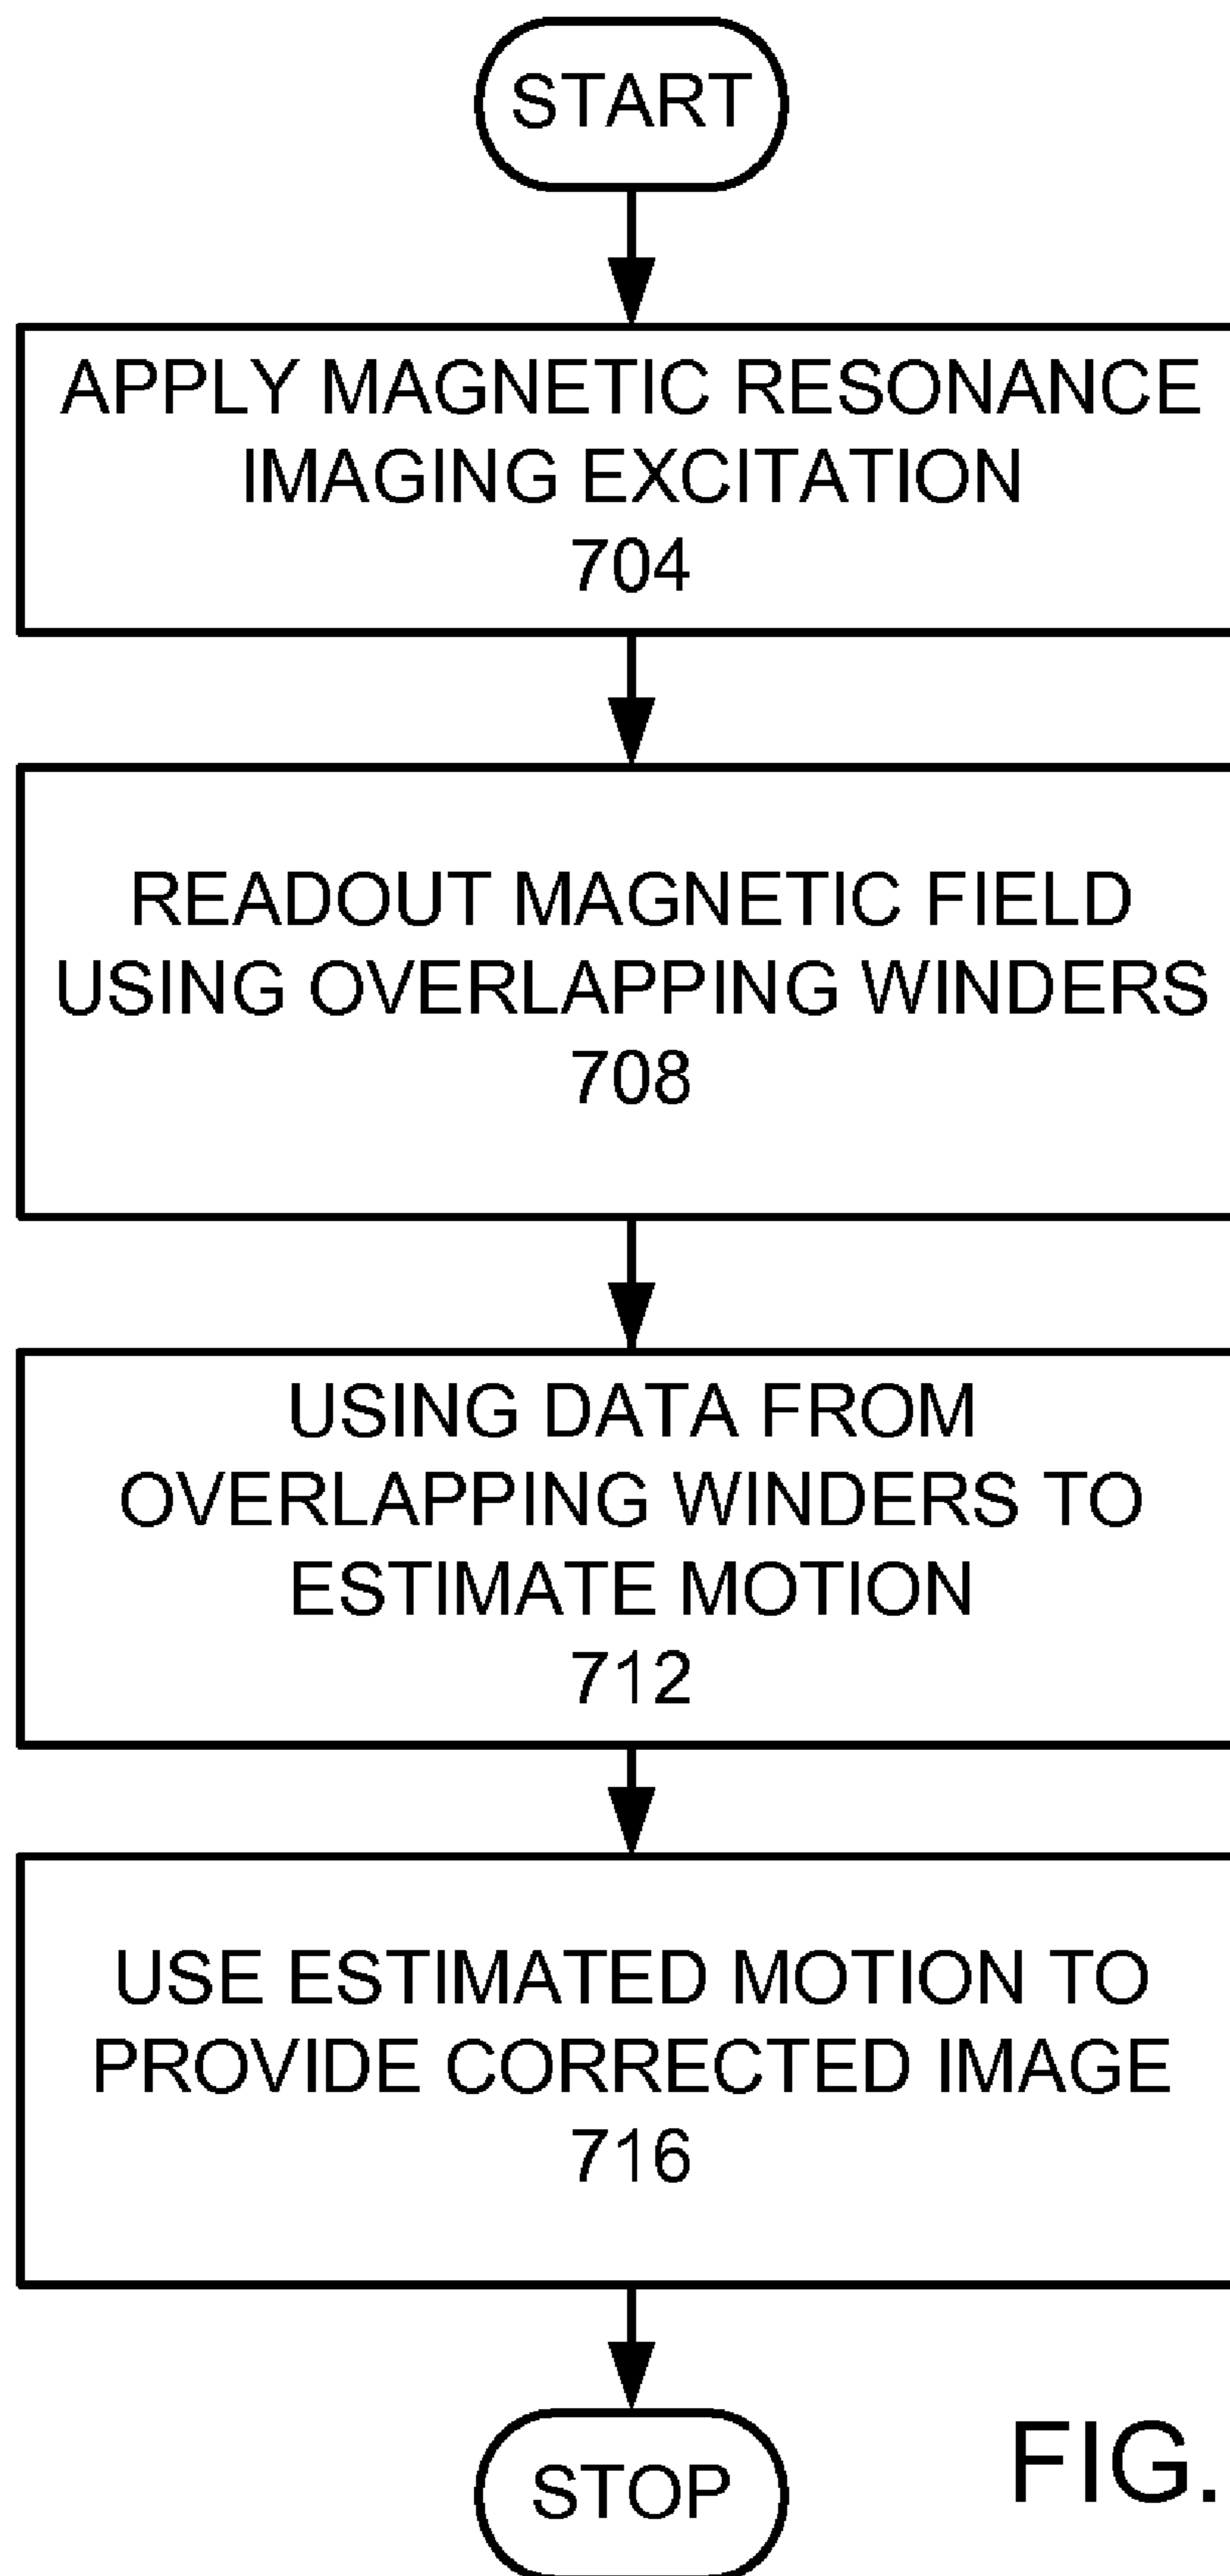 START
APPLY MAGNETIC RESONANCE
IMAGING EXCITATION
704
READOUT MAGNETIC FIELD
USING OVERLAPPING WINDERS
708
USING DATA FROM
OVERLAPPING WINDERS TO
ESTIMATE MOTION
712
USE ESTIMATED MOTION TO
PROVIDE CORRECTED IMAGE
716
STOP
FIG.